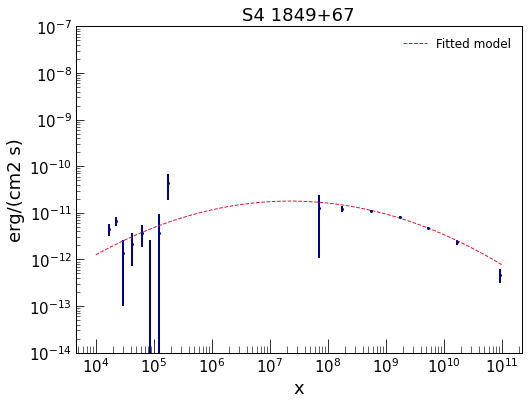 S4 1849+67
erg/(cm2 s)
10⁻⁷
10⁻⁸
10⁻⁹
10⁻¹⁰
10⁻¹¹
10⁻¹²
10⁻¹³
10⁻¹⁴
Fitted model
10⁴ 10⁵ 10⁶ 10⁷ 10⁸ 10⁹ 10¹⁰ 10¹¹
x